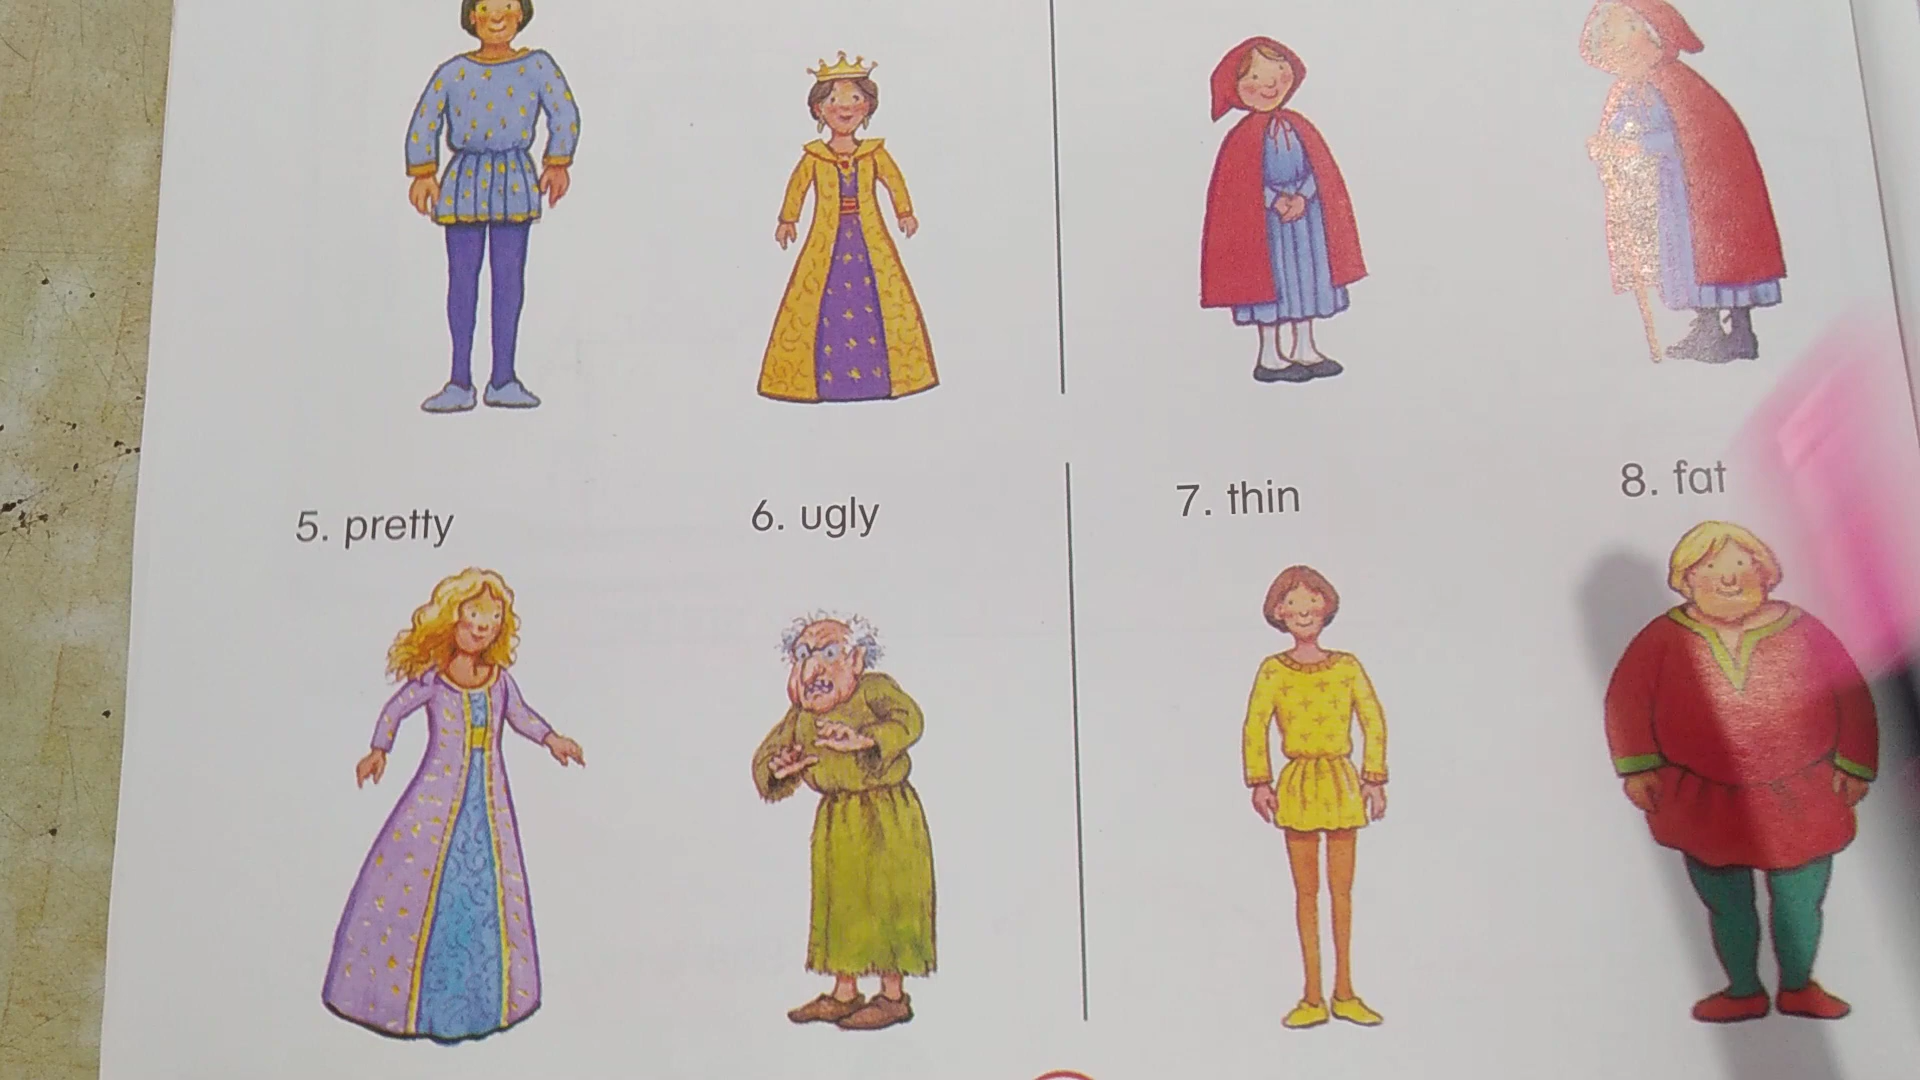 5. pretty
6. ugly
7. thin
8. fat